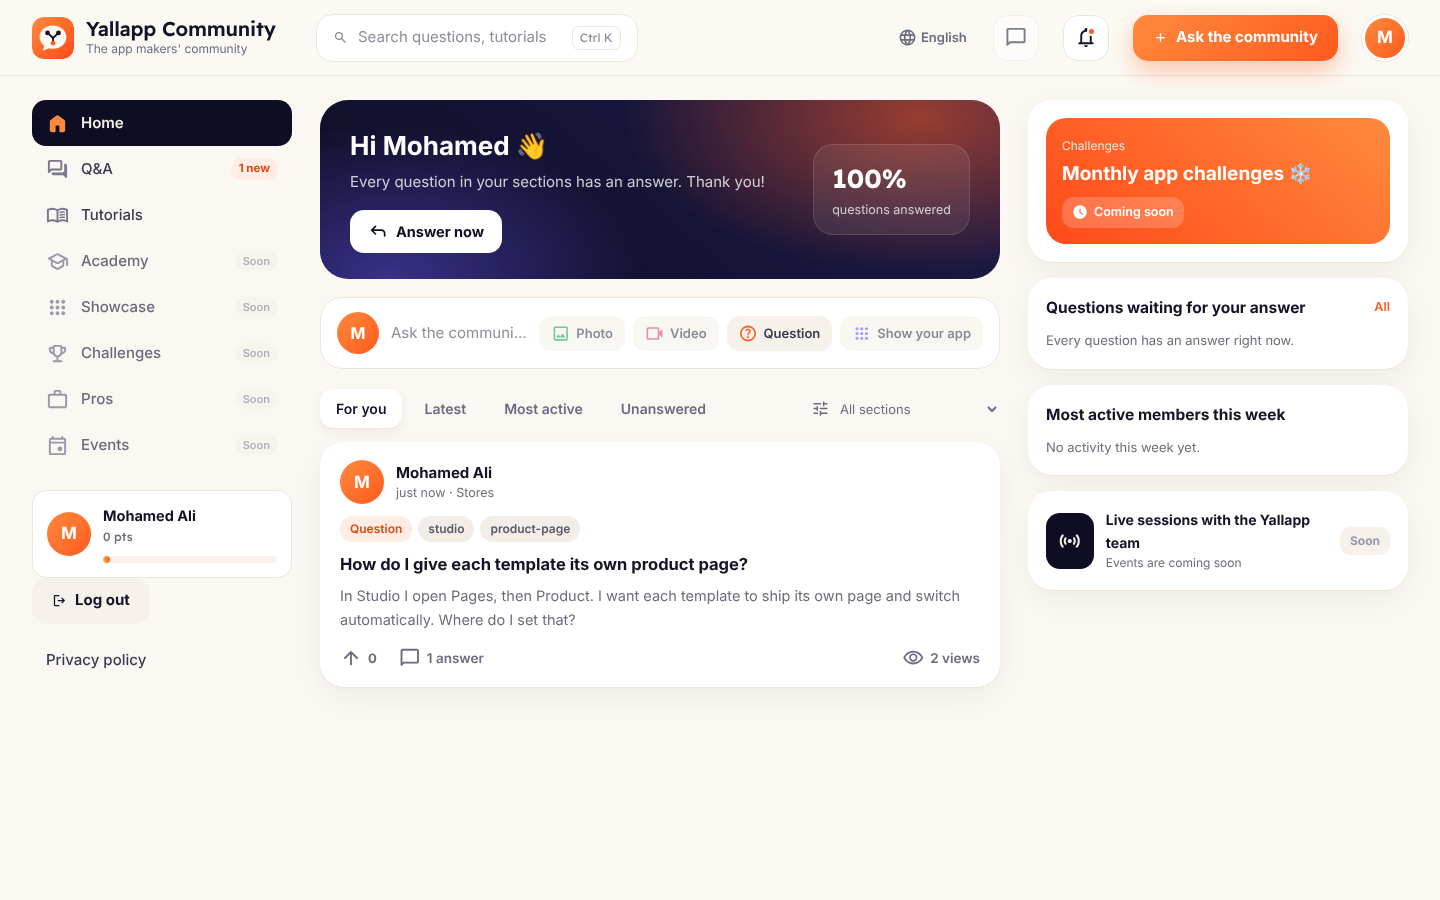 Yallapp Community
The app makers' community
Search questions, tutorials
Ctrl K
English
+ Ask the community
M
Home
Q&A
1 new
Tutorials
Academy
Soon
Showcase
Soon
Challenges
Soon
Pros
Soon
Events
Soon
M
Mohamed Ali
0 pts
Log out
Privacy policy
Hi Mohamed 👋
Every question in your sections has an answer. Thank you!
Answer now
100%
questions answered
M
Ask the communi...
Photo
Video
Question
Show your app
For you
Latest
Most active
Unanswered
All sections
M
Mohamed Ali
just now · Stores
Question
studio
product-page
How do I give each template its own product page?
In Studio I open Pages, then Product. I want each template to ship its own page and switch
automatically. Where do I set that?
0
1 answer
2 views
Challenges
Monthly app challenges ❄️
Coming soon
Questions waiting for your answer
All
Every question has an answer right now.
Most active members this week
No activity this week yet.
Live sessions with the Yallapp
team
Events are coming soon
Soon